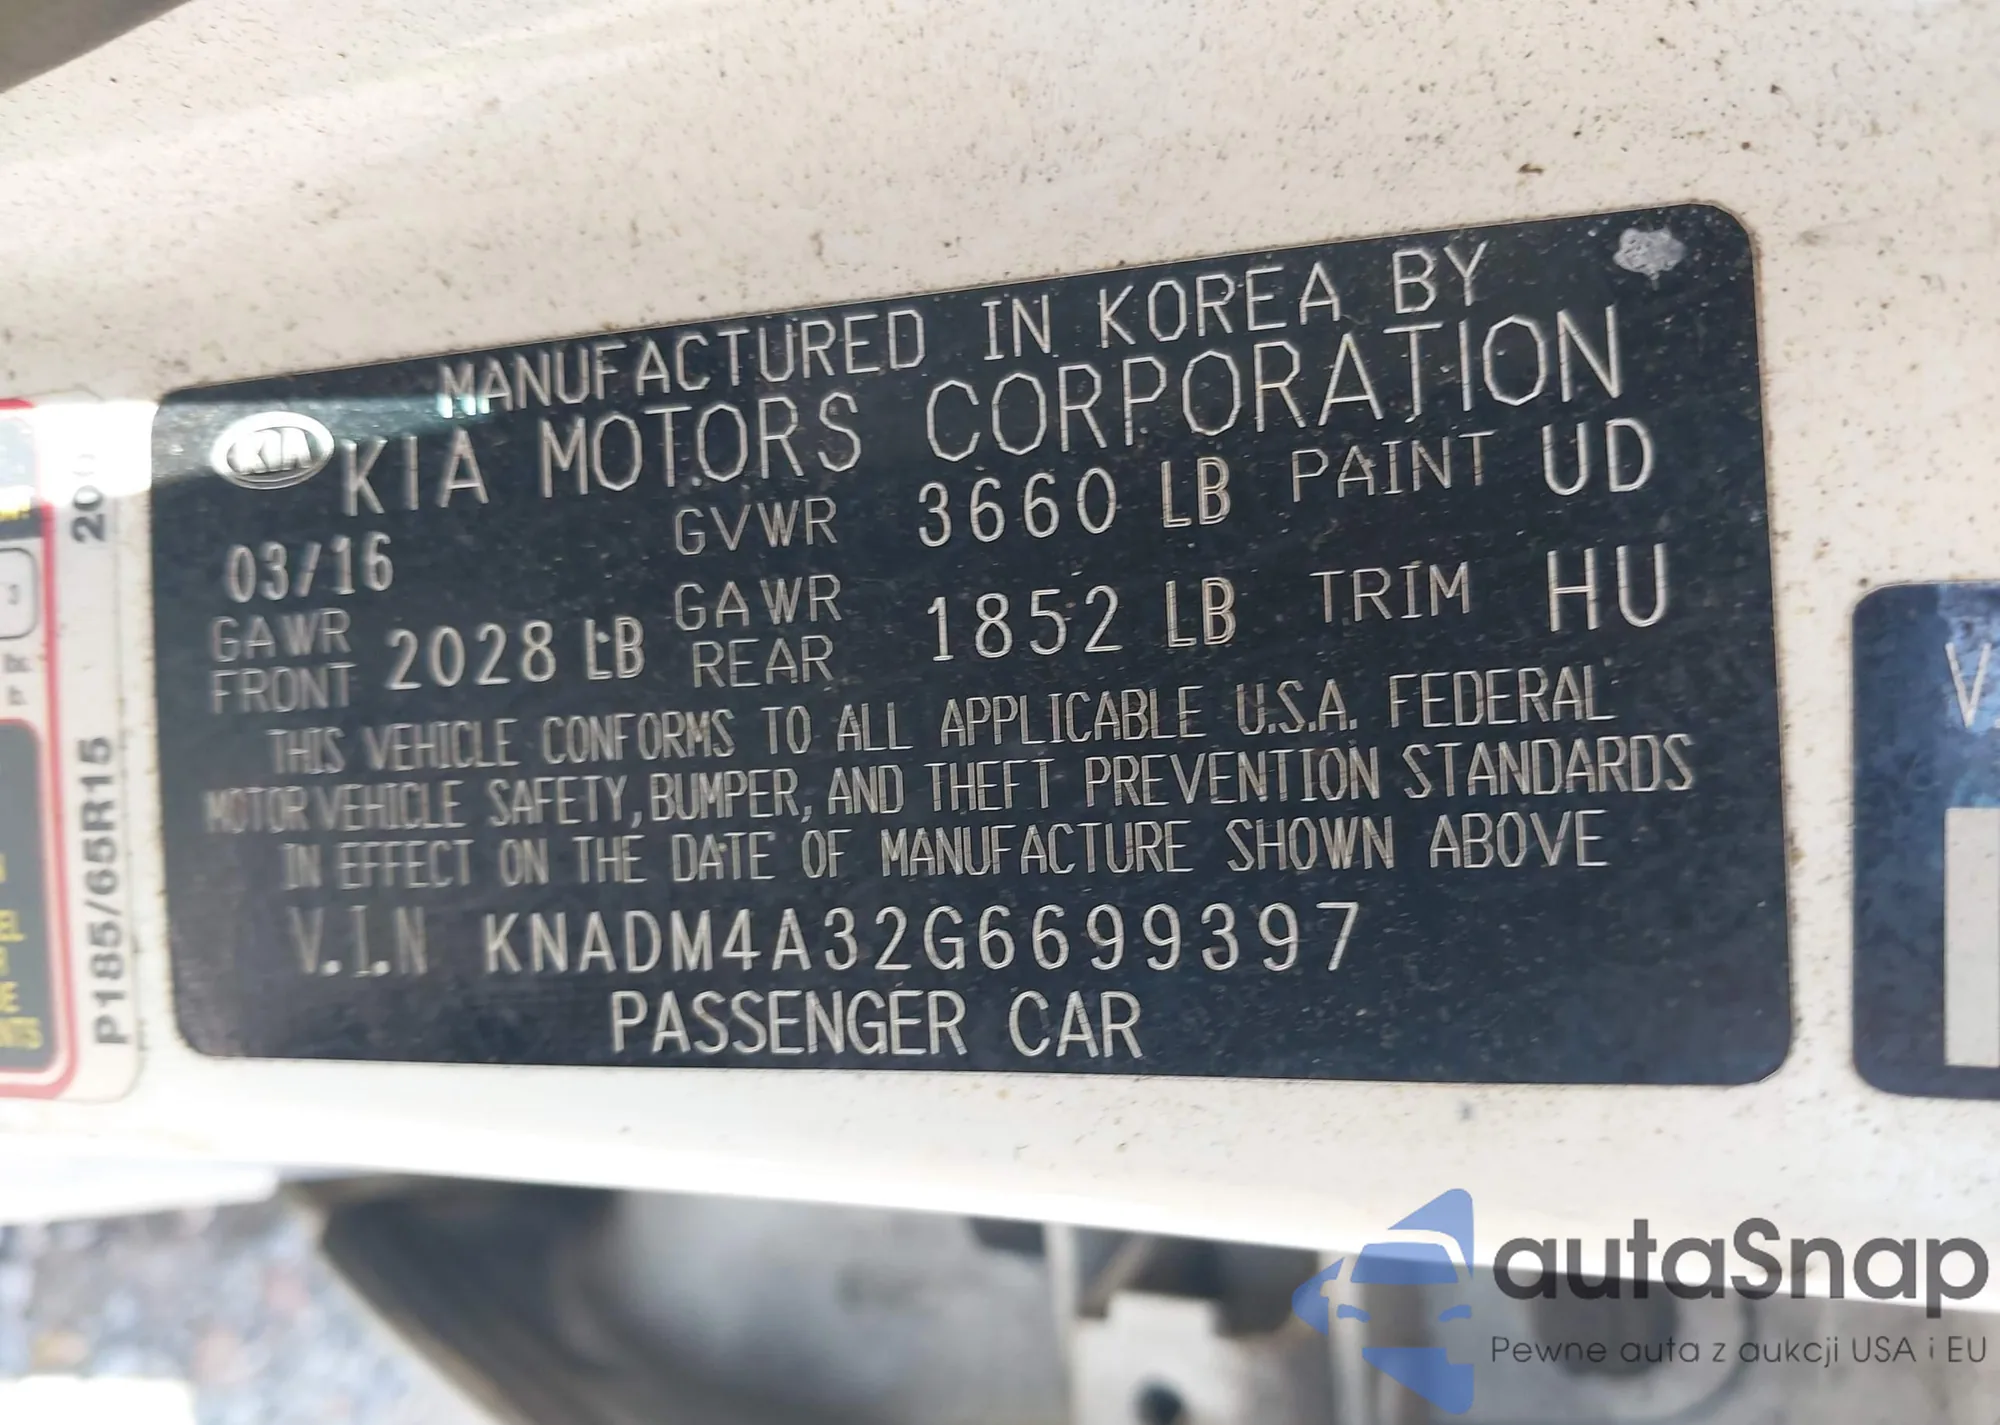 MANUFACTURED IN KOREA BY
KIA KIA MOTORS CORPORATION
03/16 GVWR 3660 LB PAINT UD
GAWR FRONT 2028 LB GAWR REAR 1852 LB TRIM HU
THIS VEHICLE CONFORMS TO ALL APPLICABLE U.S.A. FEDERAL
MOTOR VEHICLE SAFETY, BUMPER, AND THEFT PREVENTION STANDARDS
IN EFFECT ON THE DATE OF MANUFACTURE SHOWN ABOVE
V.I.N KNADM4A32G6699397
PASSENGER CAR
P185/65R15
autaSnap
Pewne auta z aukcji USA i EU